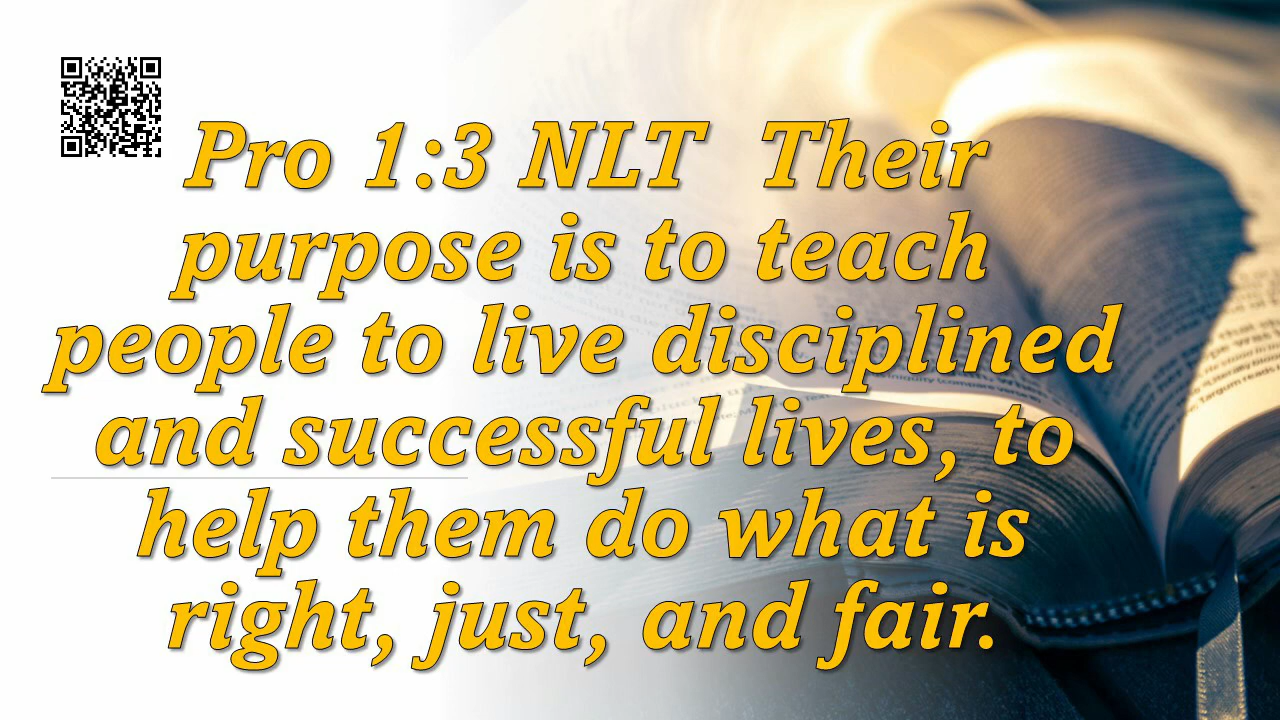 Pro 1:3 NLT  Their
purpose is to teach
people to live disciplined
and successful lives, to
help them do what is
right, just, and fair.